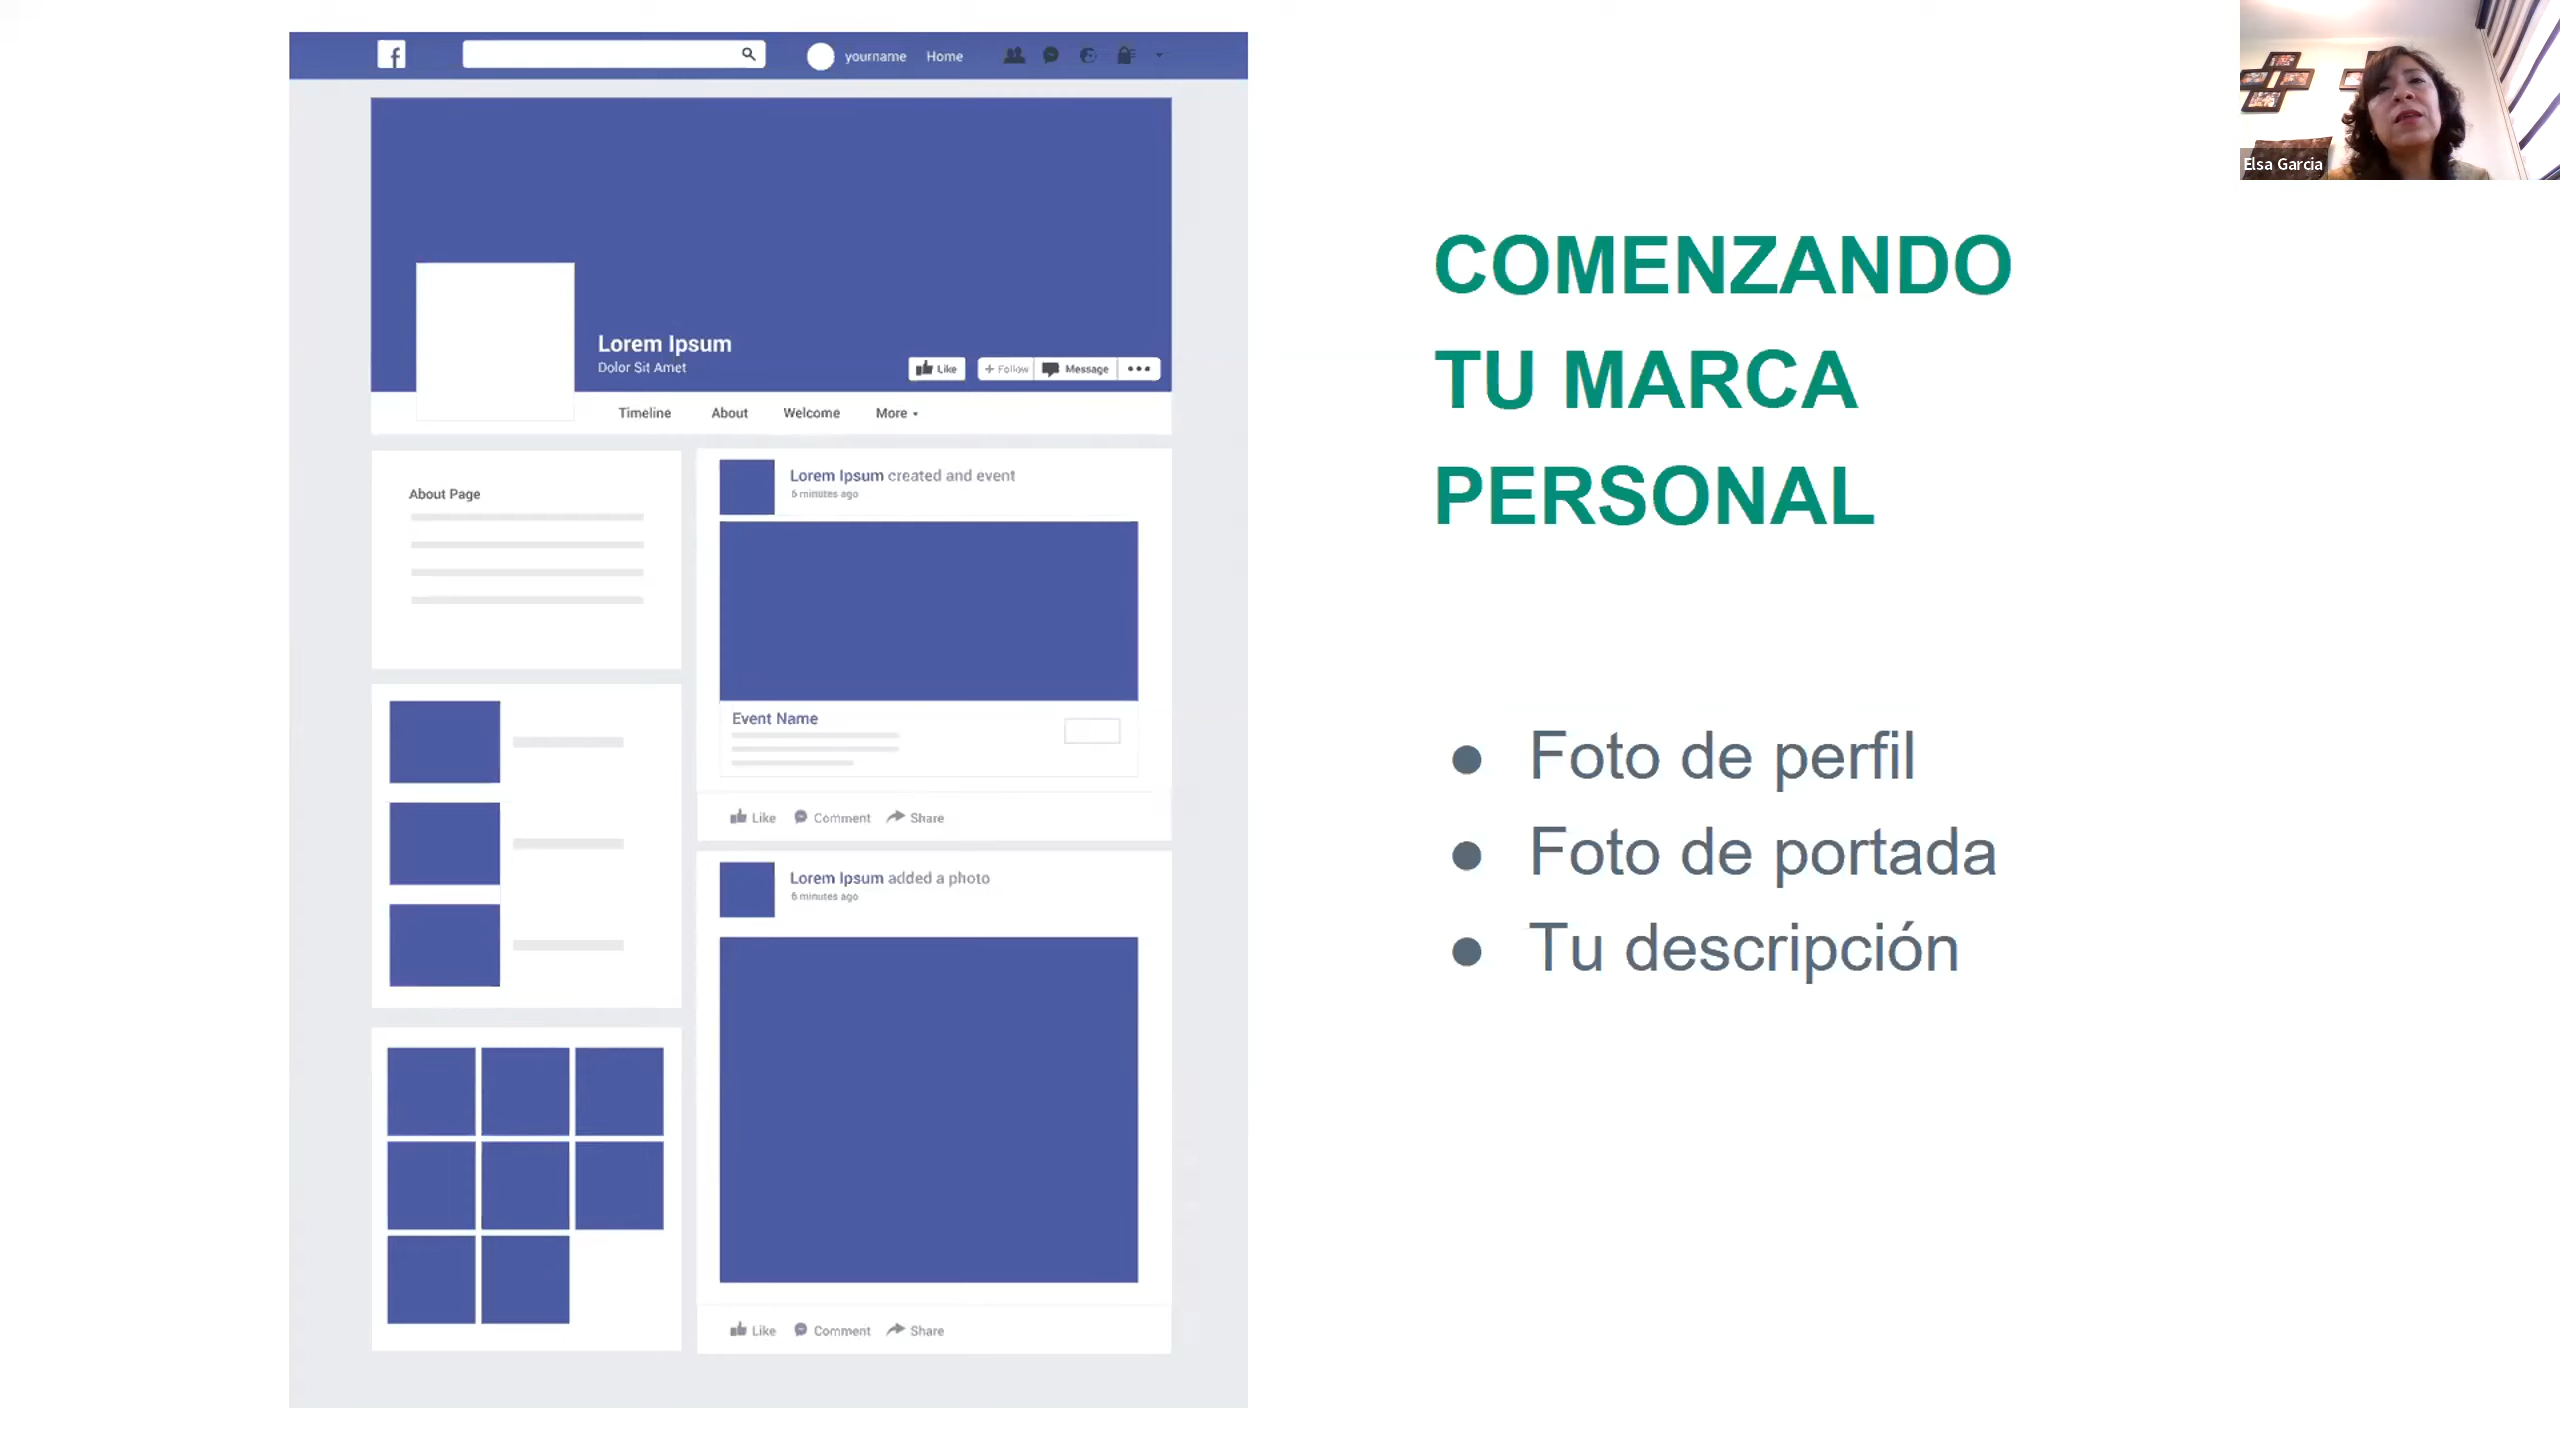 f
yourname Home
Lorem Ipsum
Dolor Sit Amet
Like + Follow Message
Timeline About Welcome More
About Page
Lorem Ipsum created and event
6 minutes ago
Event Name
Like Comment Share
Lorem Ipsum added a photo
6 minutes ago
Like Comment Share
COMENZANDO
TU MARCA
PERSONAL
● Foto de perfil
● Foto de portada
● Tu descripción
Elsa Garcia